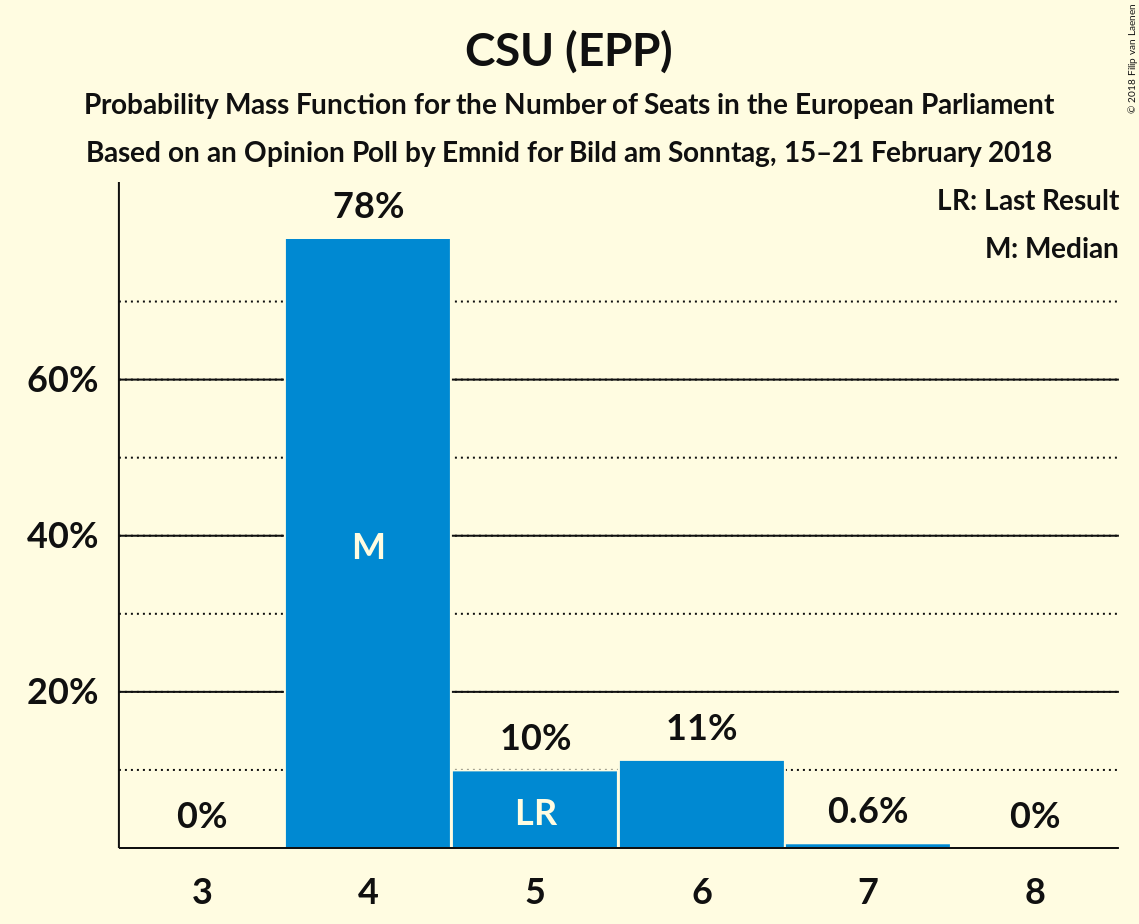 CSU (EPP)
Probability Mass Function for the Number of Seats in the European Parliament
Based on an Opinion Poll by Emnid for Bild am Sonntag, 15–21 February 2018
© 2018 Filip van Laenen
LR: Last Result
M: Median
78%
60%
M
40%
20%
10%
11%
LR
0%
0.6%
0%
3 4 5 6 7 8